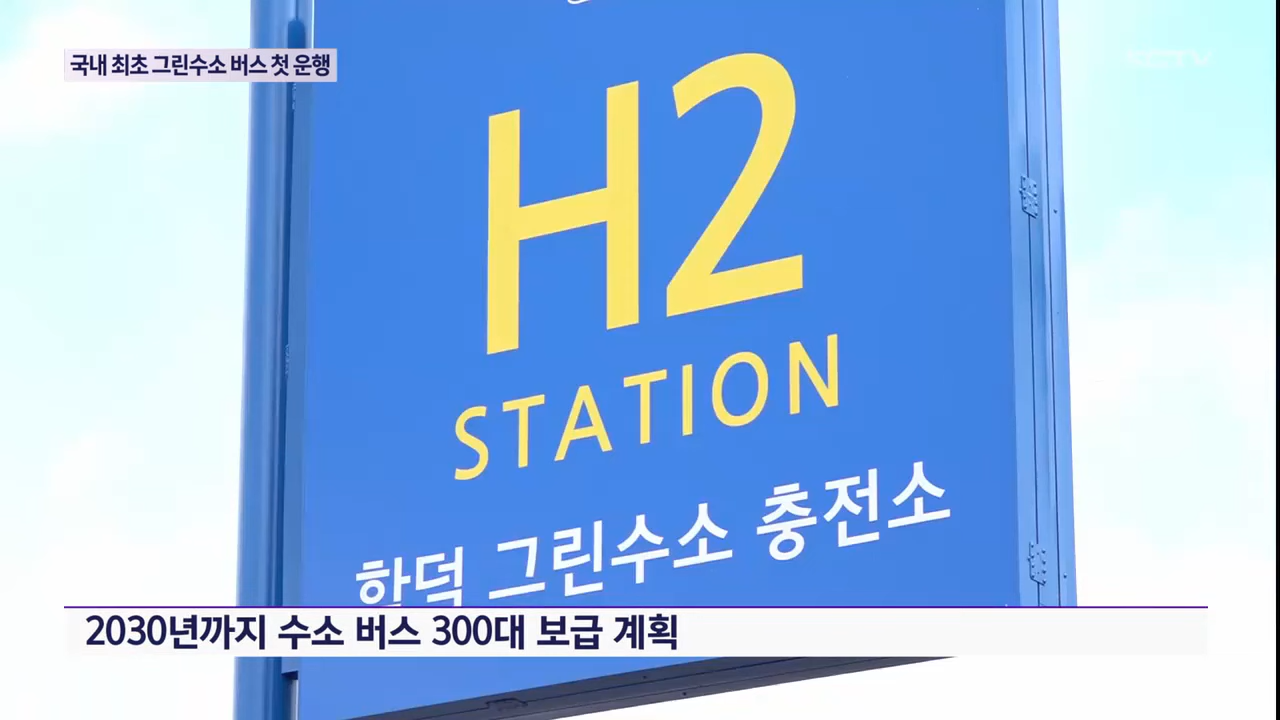 국내 최초 그린수소 버스 첫 운행
KCTV
H2
STATION
함덕 그린수소 충전소
2030년까지 수소 버스 300대 보급 계획